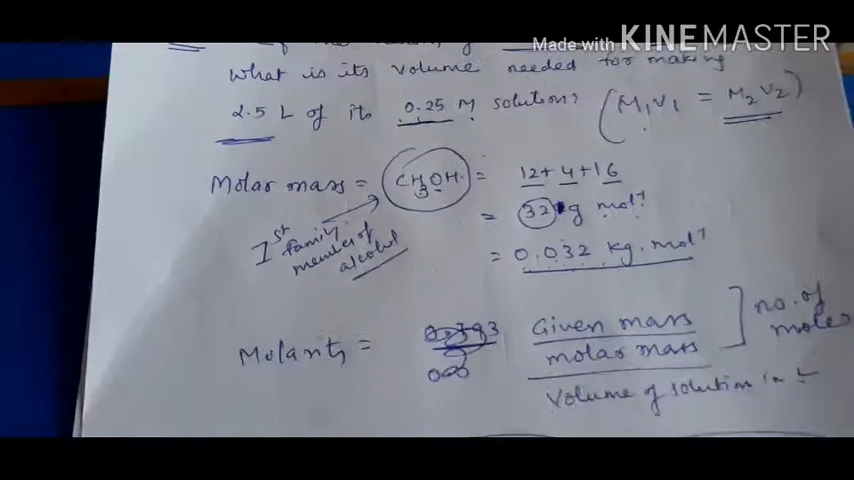 Made with KINEMASTER
What is its volume needed for making
2.5 L of its 0.25 M solution? (M1V1 = M2V2)
Molar mass = CH3OH = 12+4+16
= 32 g mol-1
= 0.032 kg.mol-1
1st family member of alcohol
Molarity = Given mass
molar mass ] no. of moles
Volume of solution in L